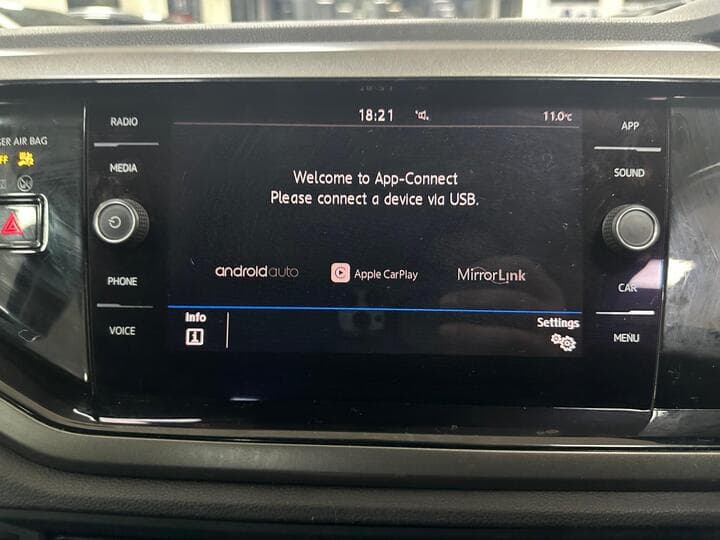 18:21
11.0°C
RADIO
MEDIA
PHONE
VOICE
AIR BAG
Welcome to App-Connect
Please connect a device via USB.
androidauto
Apple CarPlay
MirrorLink
Info
Settings
APP
SOUND
CAR
MENU